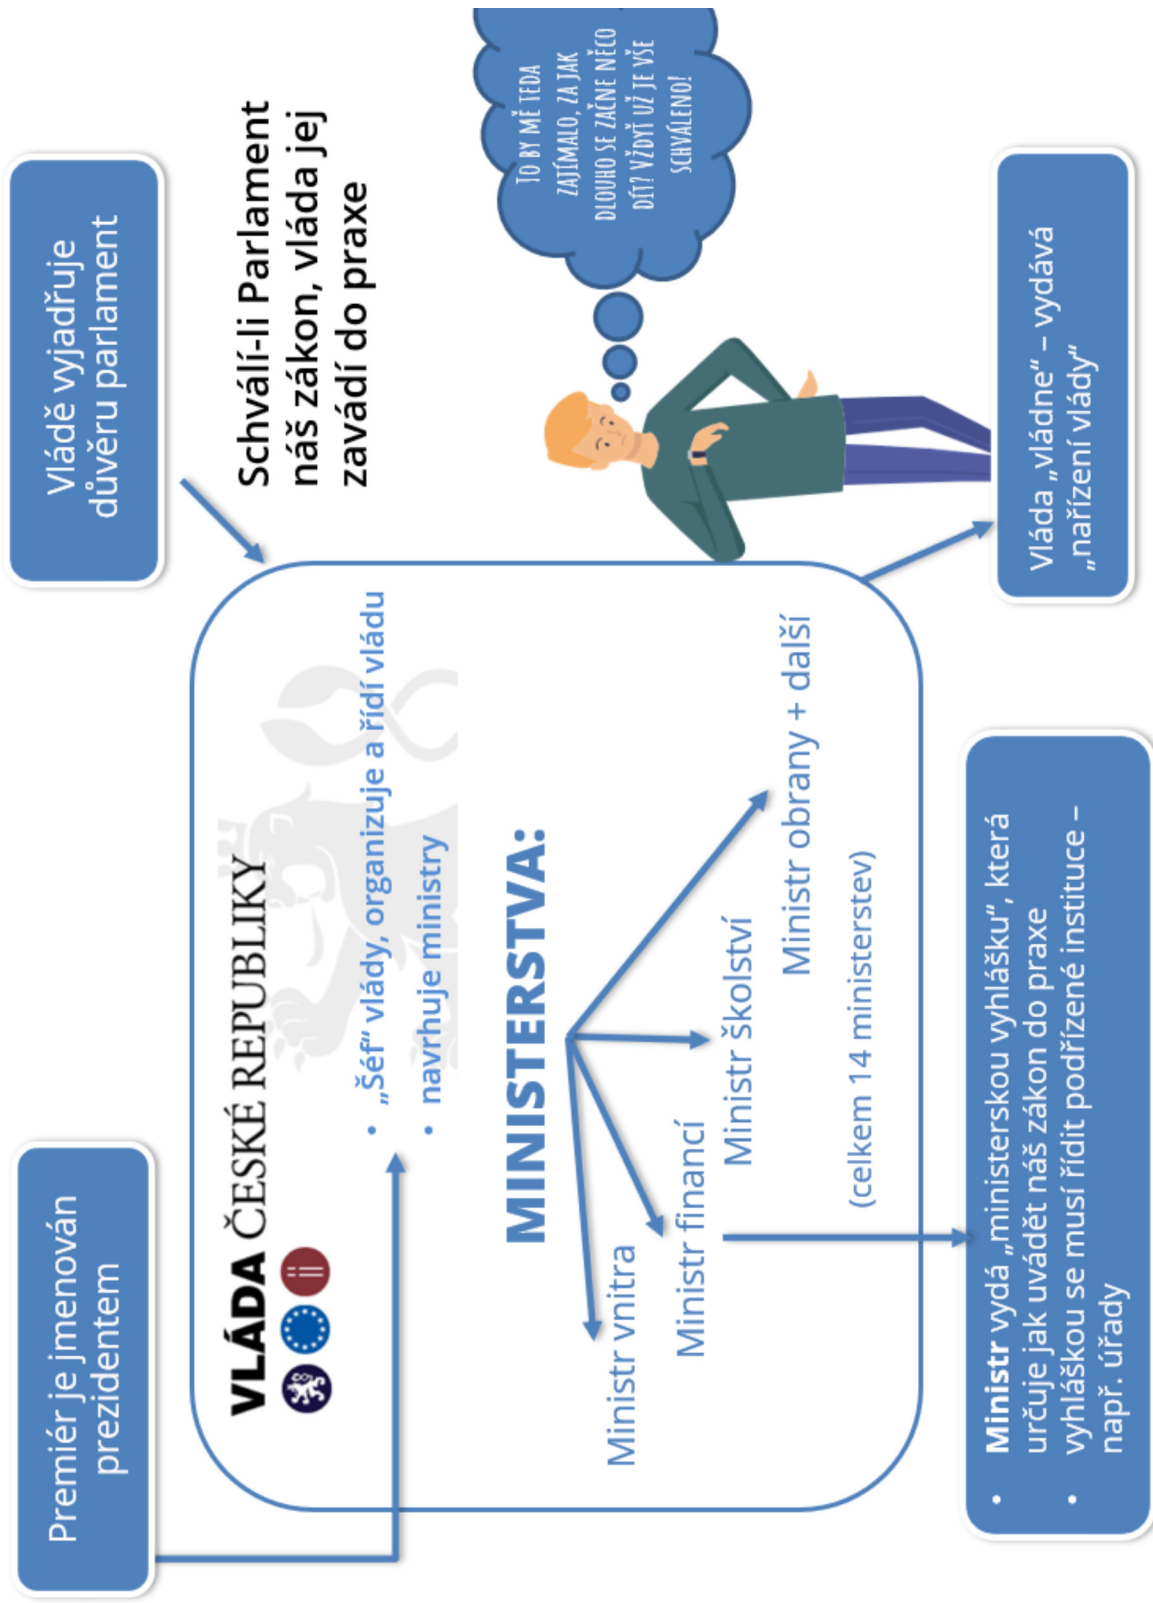 Premiér je jmenován
prezidentem
Vládě vyjadřuje
důvěru parlament
VLÁDA ČESKÉ REPUBLIKY
• „Šéf“ vlády, organizuje a řídí vládu
• navrhuje ministry
Schválí-li Parlament
náš zákon, vláda jej
zavádí do praxe
MINISTERSTVA:
Ministr vnitra
Ministr financí
Ministr školství
Ministr obrany + další
(celkem 14 ministerstev)
TO BY MĚ TEDA
ZAJÍMALO, ZA JAK
DLOUHO SE ZAČNE NĚCO
DÍT? VŽDYŤ UŽ JE VŠE
SCHVÁLENO!
• Ministr vydá „ministerskou vyhlášku“, která
určuje jak uvádět náš zákon do praxe
• vyhláškou se musí řídit podřízené instituce –
např. úřady
Vláda „vládne“ – vydává
„nařízení vlády“